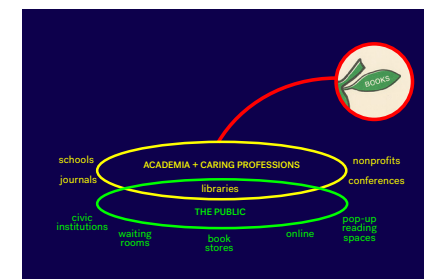 BOOKS
schools
ACADEMIA + CARING PROFESSIONS
nonprofits
journals
libraries
conferences
THE PUBLIC
civic
institutions
waiting
rooms
book
stores
online
pop-up
reading
spaces